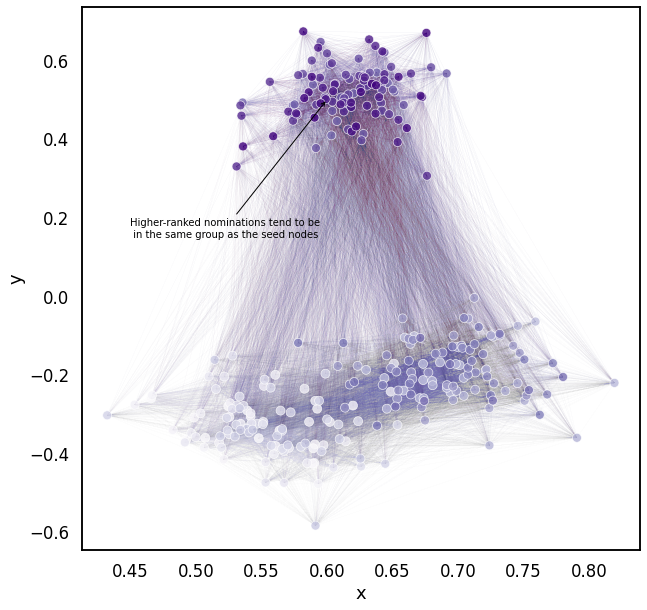 0.6
0.4
0.2
0.0
−0.2
−0.4
−0.6
y
Higher-ranked nominations tend to be
in the same group as the seed nodes
0.45 0.50 0.55 0.60 0.65 0.70 0.75 0.80
x